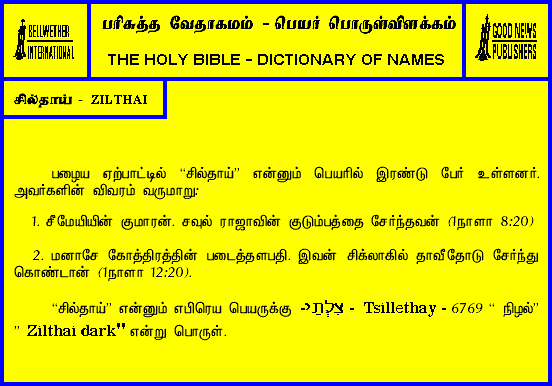 BELLWETHER
INTERNATIONAL
பரிசுத்த வேதாகமம் - பெயர் பொருள்விளக்கம்
THE HOLY BIBLE - DICTIONARY OF NAMES
GOOD NEWS
PUBLISHERS
சில்தாய் - ZILTHAI
பழைய ஏற்பாட்டில் “சில்தாய்” என்னும் பெயரில் இரண்டு பேர் உள்ளனர்.
அவர்களின் விவரம் வருமாறு:
1. சீமேயியின் குமாரன். சவுல் ராஜாவின் குடும்பத்தை சேர்ந்தவன் (1நாளா 8:20)
2. மனாசே கோத்திரத்தின் படைத்தளபதி. இவன் சிக்லாகில் தாவீதோடு சேர்ந்து
கொண்டான் (1நாளா 12:20).
“சில்தாய்” என்னும் எபிரெய பெயருக்கு - צִלְּתַי - Tsillethay - 6769 “ நிழல்”
” Zilthai dark" என்று பொருள்.